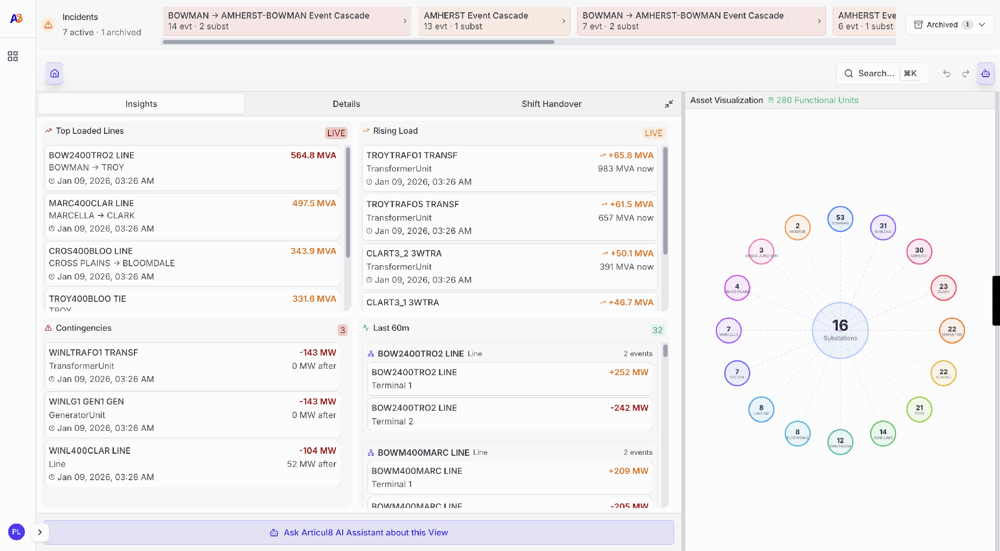 A8
Incidents
7 active · 1 archived
BOWMAN → AMHERST-BOWMAN Event Cascade
14 evt · 2 subst
AMHERST Event Cascade
13 evt · 1 subst
BOWMAN → AMHERST-BOWMAN Event Cascade
7 evt · 2 subst
AMHERST Eve
6 evt · 1 subst
Archived 1
Search... ⌘K
Insights
Details
Shift Handover
Asset Visualization 280 Functional Units
Top Loaded Lines LIVE
BOW2400TRO2 LINE 564.8 MVA
BOWMAN → TROY
Jan 09, 2026, 03:26 AM
MARC400CLAR LINE 497.5 MVA
MARCELLA → CLARK
Jan 09, 2026, 03:26 AM
CROS400BLOO LINE 343.9 MVA
CROSS PLAINS → BLOOMDALE
Jan 09, 2026, 03:26 AM
TROY400BLOO TIE 331.6 MVA
TROY
Rising Load LIVE
TROYTRAFO1 TRANSF +65.8 MVA
TransformerUnit 983 MVA now
Jan 09, 2026, 03:26 AM
TROYTRAFO5 TRANSF +61.5 MVA
TransformerUnit 657 MVA now
Jan 09, 2026, 03:26 AM
CLART3_2 3WTRA +50.1 MVA
TransformerUnit 391 MVA now
Jan 09, 2026, 03:26 AM
CLART3_1 3WTRA +46.7 MVA
Contingencies 3
WINLTRAFO1 TRANSF -143 MW
TransformerUnit 0 MW after
Jan 09, 2026, 03:26 AM
WINLG1 GEN1 GEN -143 MW
GeneratorUnit 0 MW after
Jan 09, 2026, 03:26 AM
WINL400CLAR LINE -104 MW
Line 52 MW after
Jan 09, 2026, 03:26 AM
Last 60m 32
BOW2400TRO2 LINE Line 2 events
BOW2400TRO2 LINE +252 MW
Terminal 1
BOW2400TRO2 LINE -242 MW
Terminal 2
BOWM400MARC LINE Line 2 events
BOWM400MARC LINE +209 MW
Terminal 1
BOWM400MARC LINE -205 MW
Ask Articul8 AI Assistant about this View
PL
16
Substations
53
BOWMAN
31
WINLOCK
30
AMHERST
23
CLARK
22
MAPLETON
22
SUNONE
21
TROY
14
JUNE LAKE
12
WAUTAUGA
8
BLOOMDALE
8
LANSING
7
PICTON
7
MARCELLA
4
CROSS PLAINS
3
GRAND JUNCTION
2
MONROE